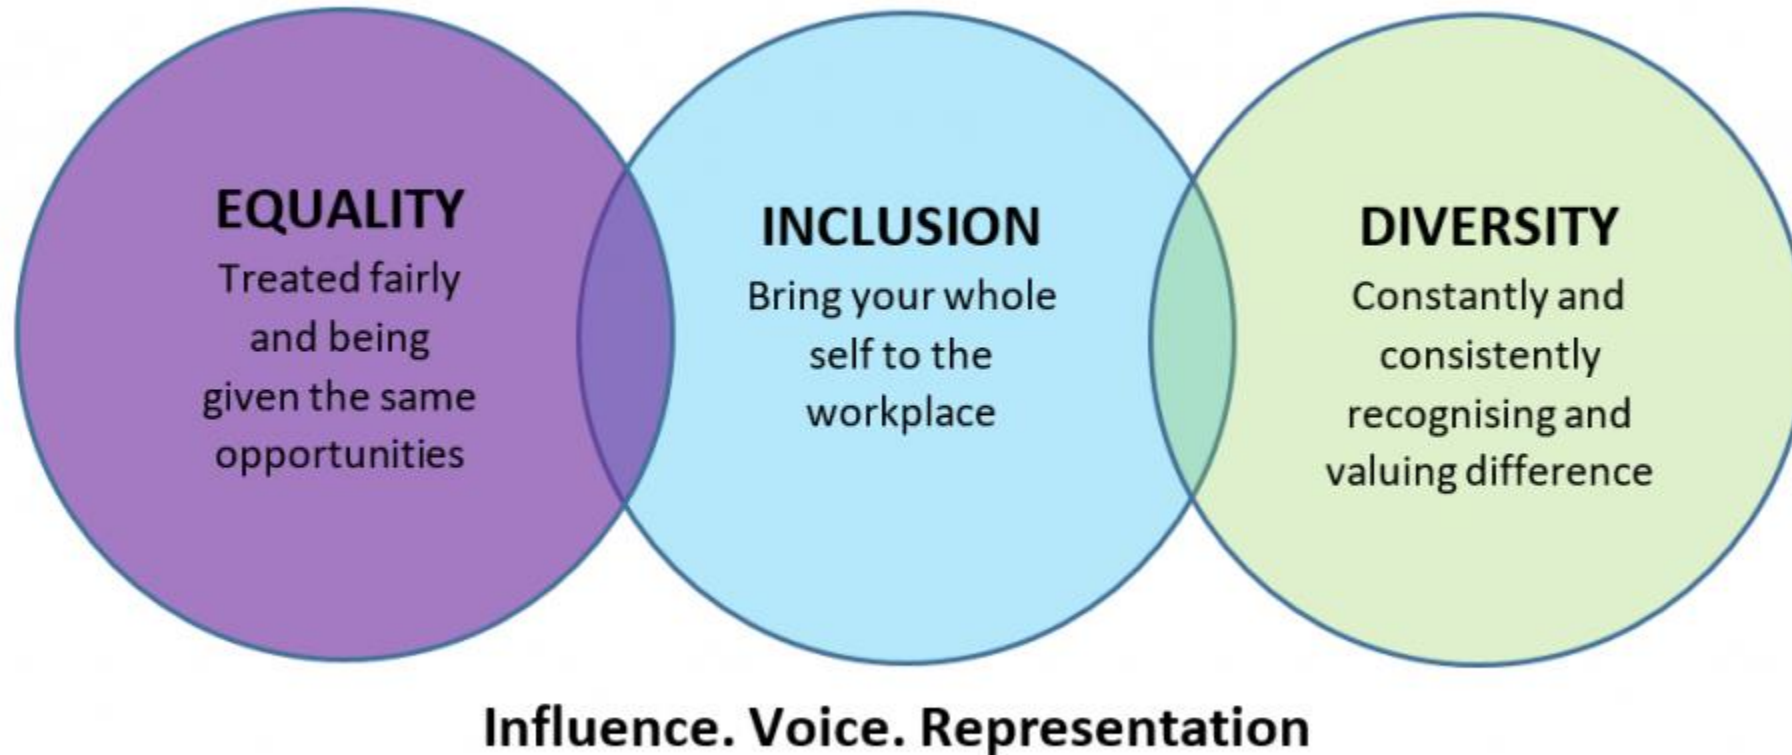 EQUALITY
Treated fairly
and being
given the same
opportunities
INCLUSION
Bring your whole
self to the
workplace
DIVERSITY
Constantly and
consistently
recognising and
valuing difference
Influence. Voice. Representation